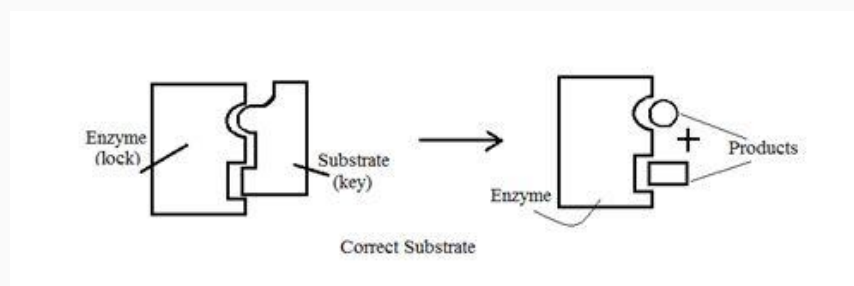 Enzyme
(lock)
Substrate
(key)
Enzyme
Products
Correct Substrate